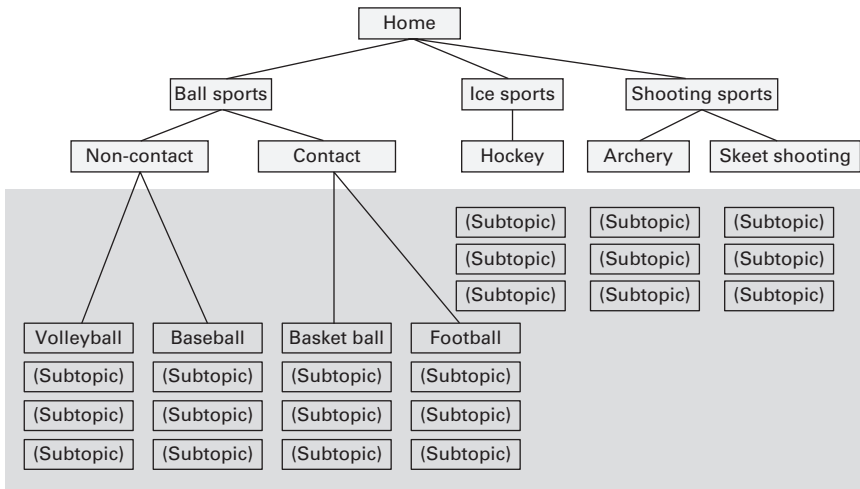 Home
Ball sports Ice sports Shooting sports
Non-contact Contact Hockey Archery Skeet shooting
(Subtopic) (Subtopic) (Subtopic)
(Subtopic) (Subtopic) (Subtopic)
(Subtopic) (Subtopic) (Subtopic)
Volleyball Baseball Basket ball Football
(Subtopic) (Subtopic) (Subtopic) (Subtopic)
(Subtopic) (Subtopic) (Subtopic) (Subtopic)
(Subtopic) (Subtopic) (Subtopic) (Subtopic)